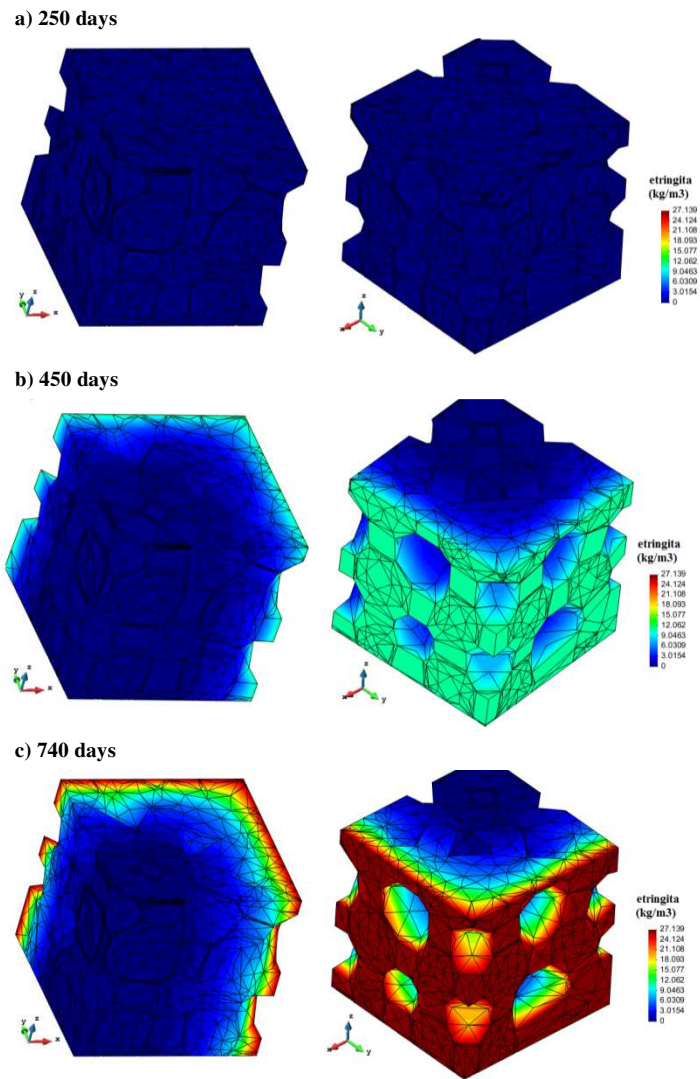 a) 250 days
etringita
(kg/m3)
27.139
24.124
21.108
18.093
15.077
12.062
9.0463
6.0309
3.0154
0
y z x
z x y
b) 450 days
etringita
(kg/m3)
27.139
24.124
21.108
18.093
15.077
12.062
9.0463
6.0309
3.0154
0
y z x
z x y
c) 740 days
etringita
(kg/m3)
27.139
24.124
21.108
18.093
15.077
12.062
9.0463
6.0309
3.0154
0
y z x
z x y